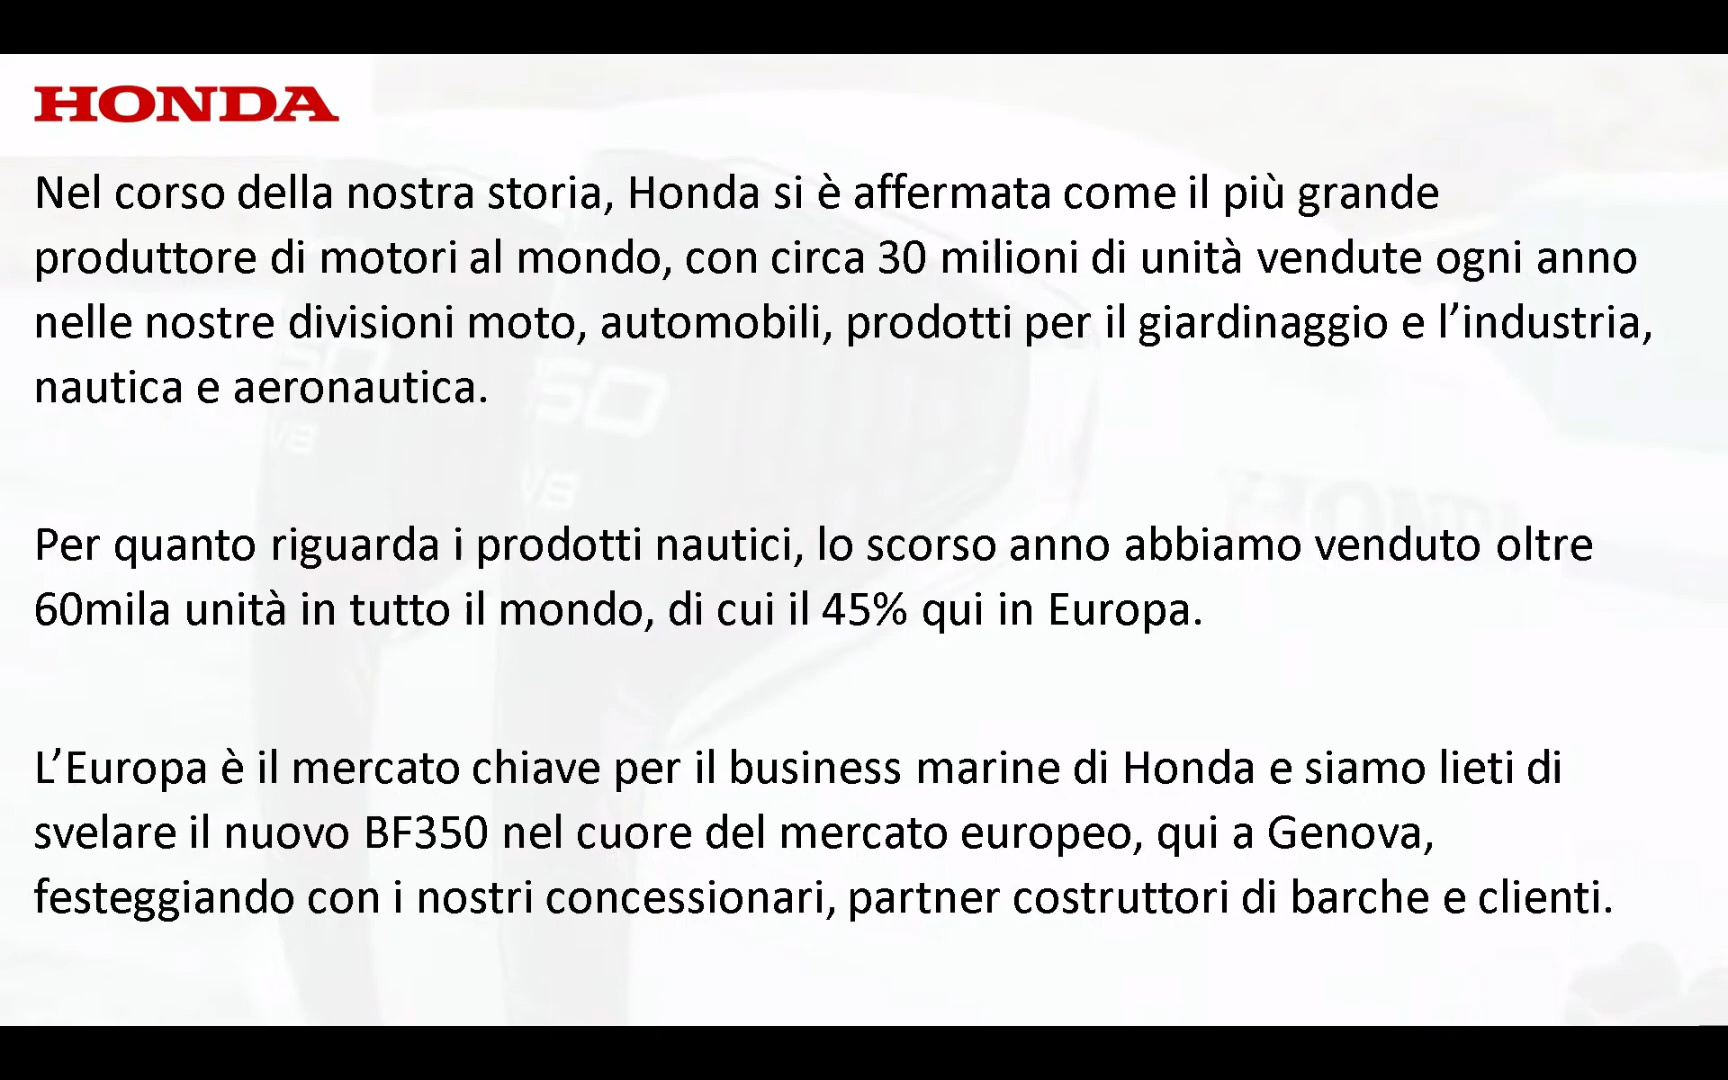 HONDA
Nel corso della nostra storia, Honda si è affermata come il più grande
produttore di motori al mondo, con circa 30 milioni di unità vendute ogni anno
nelle nostre divisioni moto, automobili, prodotti per il giardinaggio e l’industria,
nautica e aeronautica.
50
V8
50
V8
Per quanto riguarda i prodotti nautici, lo scorso anno abbiamo venduto oltre
60mila unità in tutto il mondo, di cui il 45% qui in Europa.
L’Europa è il mercato chiave per il business marine di Honda e siamo lieti di
svelare il nuovo BF350 nel cuore del mercato europeo, qui a Genova,
festeggiando con i nostri concessionari, partner costruttori di barche e clienti.